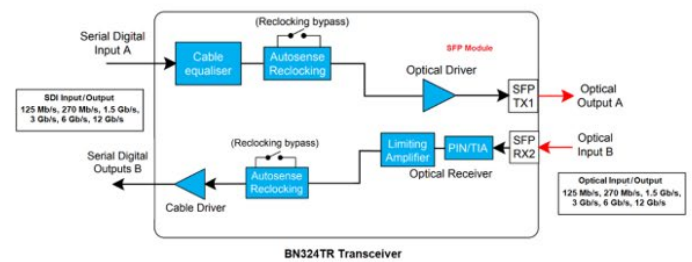 (Reclocking bypass)
Serial Digital
Input A
Cable
equaliser
Autosense
Reclocking
SFP Module
Optical Driver
SFP
TX1
Optical
Output A
SDI Input/Output
125 Mb/s, 270 Mb/s, 1.5 Gb/s,
3 Gb/s, 6 Gb/s, 12 Gb/s
Serial Digital
Outputs B
(Reclocking bypass)
Cable Driver
Autosense
Reclocking
Limiting
Amplifier
PIN/TIA
Optical Receiver
SFP
RX2
Optical
Input B
Optical Input/Output
125 Mb/s, 270 Mb/s, 1.5 Gb/s,
3 Gb/s, 6 Gb/s, 12 Gb/s
BN324TR Transceiver